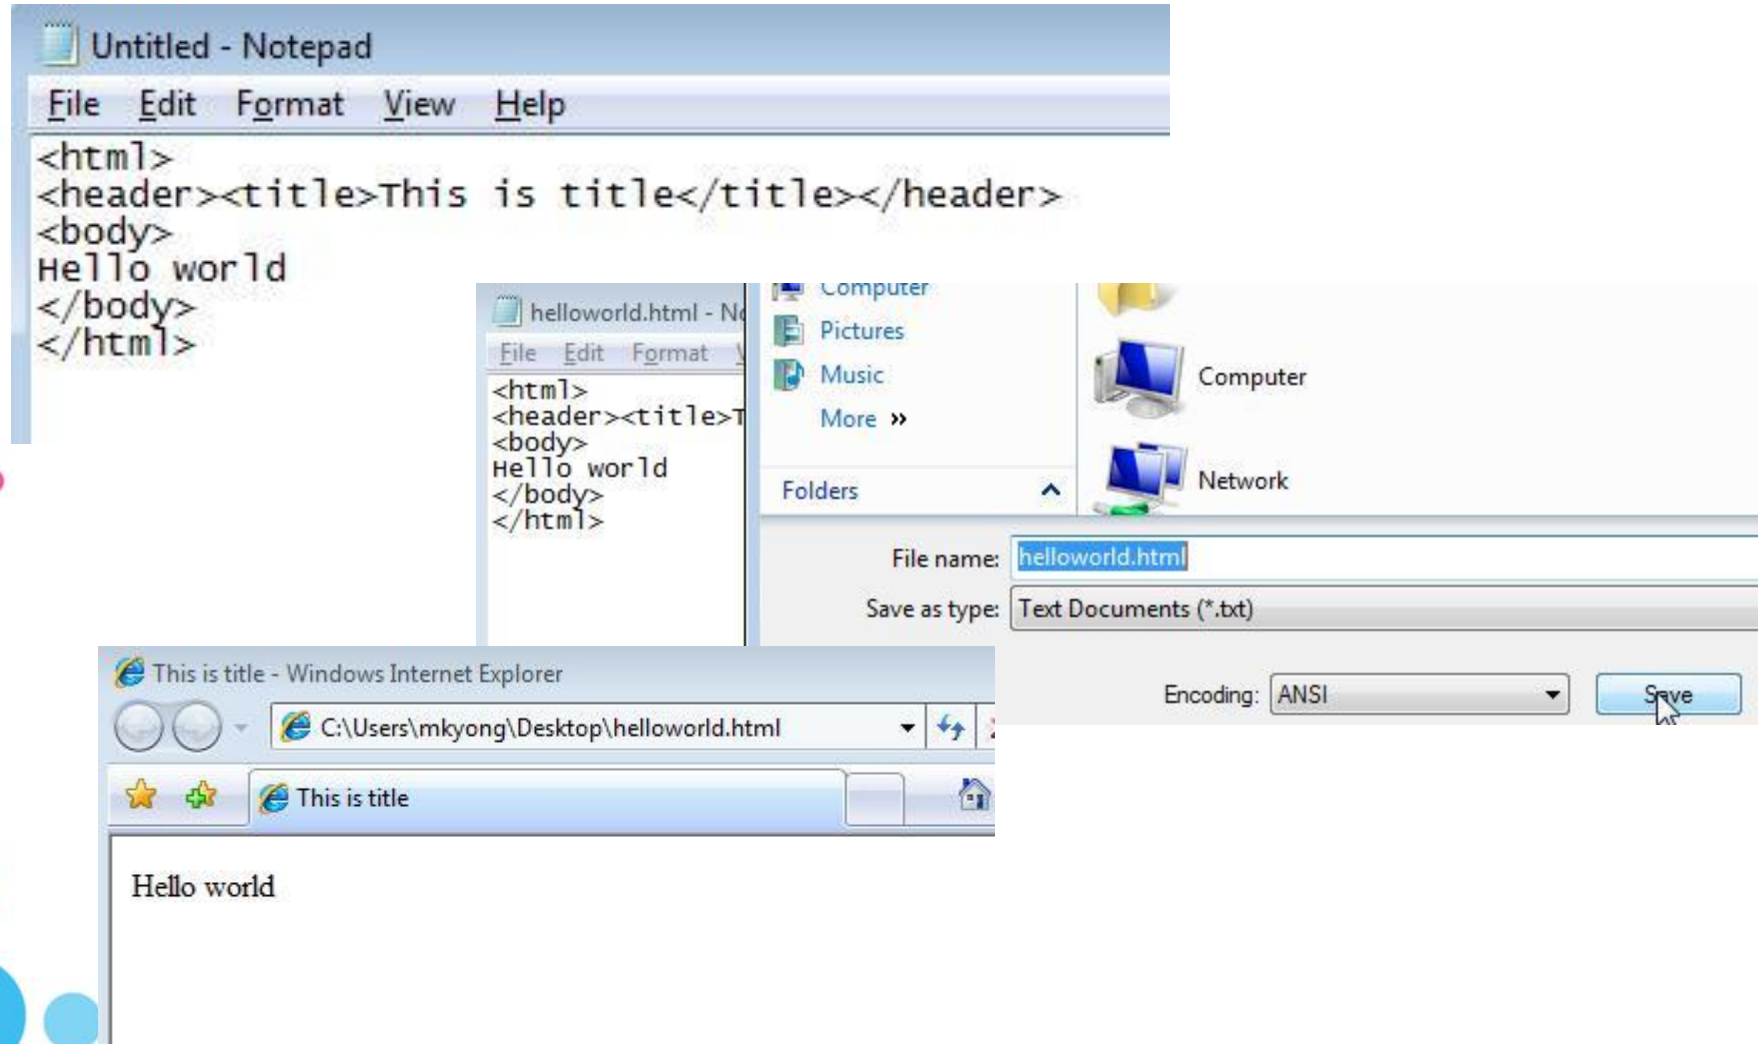 Untitled - Notepad
File Edit Format View Help
<html>
<header><title>This is title</title></header>
<body>
Hello world
</body>
</html>
helloworld.html - No
File Edit Format
<html>
<header><title>T
<body>
Hello world
</body>
</html>
Computer
Pictures
Music
More »
Folders
Computer
Network
File name: helloworld.html
Save as type: Text Documents (*.txt)
Encoding: ANSI
Save
This is title - Windows Internet Explorer
C:\Users\mkyong\Desktop\helloworld.html
This is title
Hello world